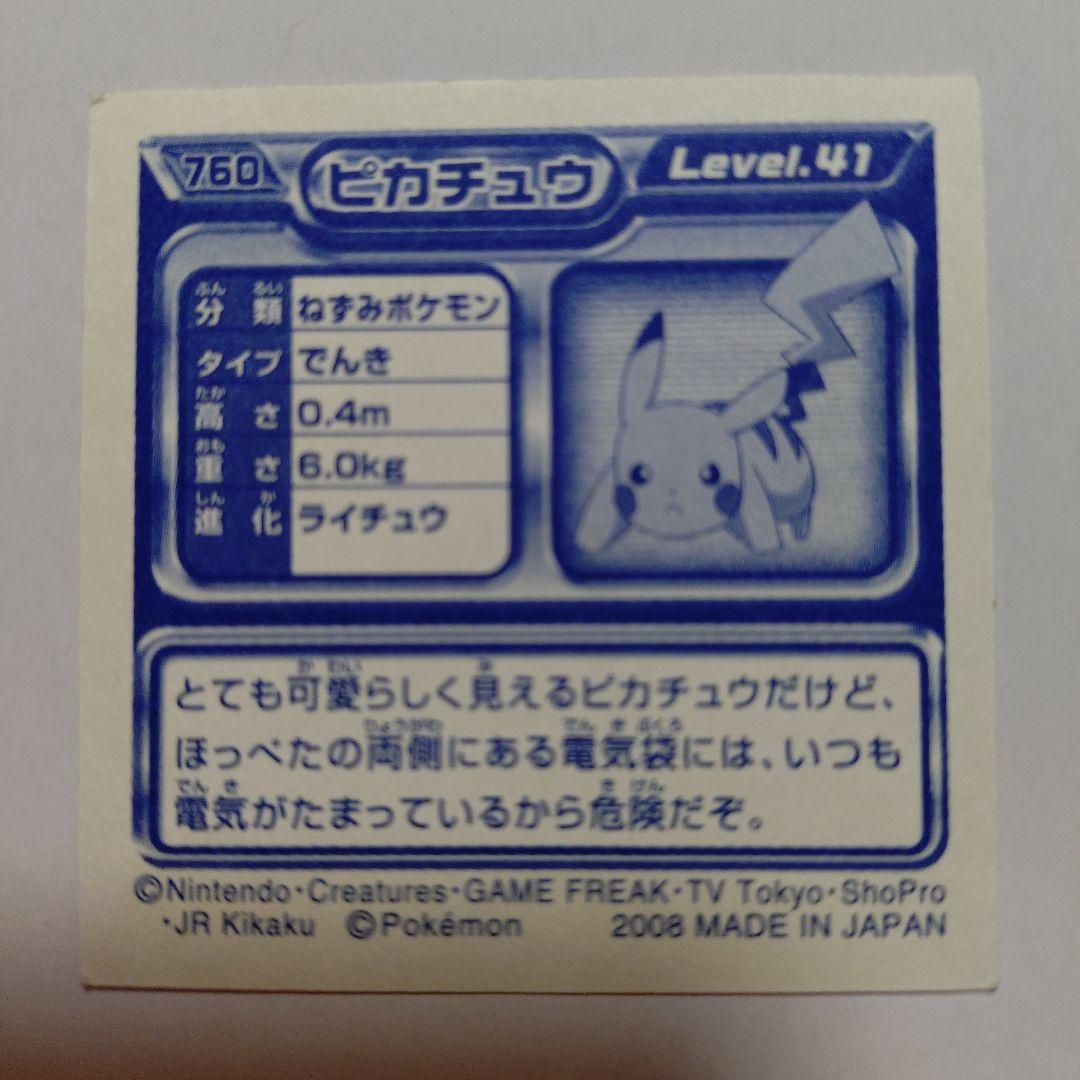 760 ピカチュウ Level.41
分類 ねずみポケモン
タイプ でんき
高さ 0.4m
重さ 6.0kg
進化 ライチュウ
とても可愛らしく見えるピカチュウだけど、
ほっぺたの両側にある電気袋には、いつも
電気がたまっているから危険だぞ。
©Nintendo・Creatures・GAME FREAK・TV Tokyo・ShoPro
・JR Kikaku ©Pokémon 2008 MADE IN JAPAN